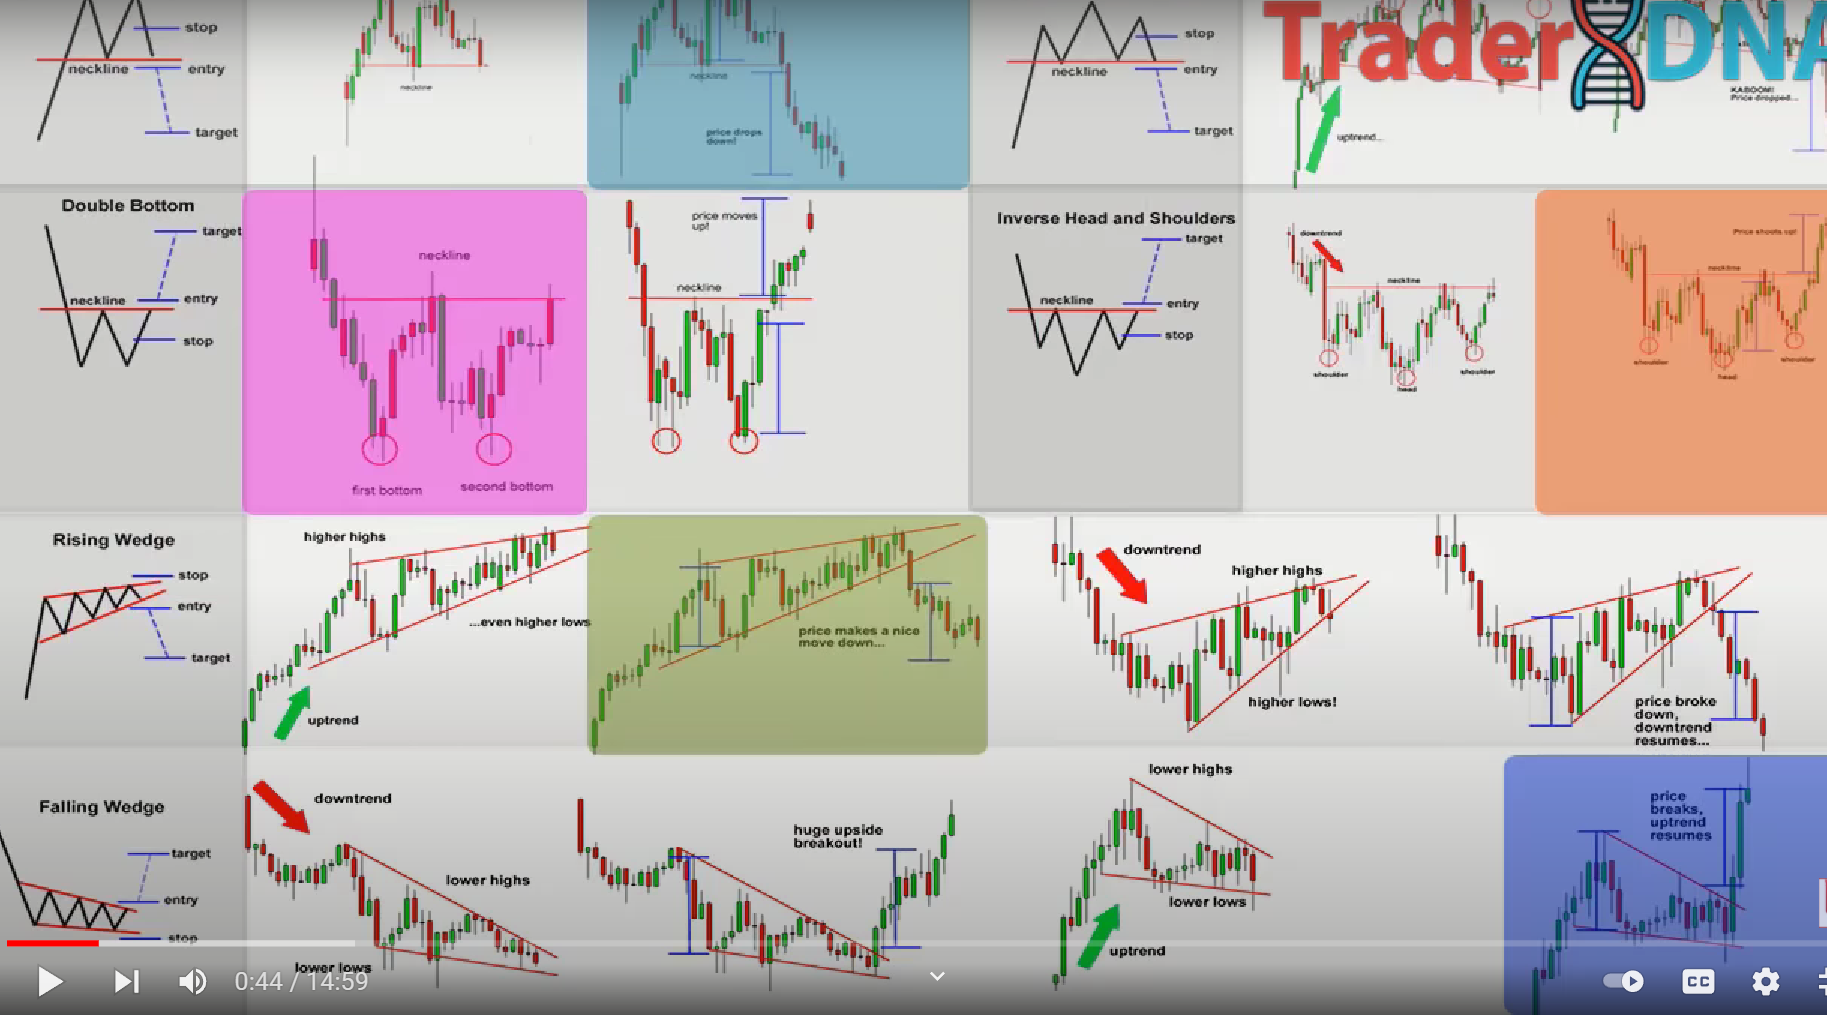 stop
neckline
entry
target
neckline
neckline
price drops
down!
stop
neckline
entry
target
TraderDNA
KABOOM!
Price dropped...
uptrend...
Double Bottom
target
neckline
entry
stop
neckline
first bottom
second bottom
price moves
up!
neckline
Inverse Head and Shoulders
target
neckline
entry
stop
downtrend
neckline
shoulder
head
shoulder
Price shoots up!
neckline
shoulder
head
shoulder
Rising Wedge
stop
entry
target
higher highs
...even higher lows
uptrend
price makes a nice
move down...
downtrend
higher highs
higher lows!
price broke
down,
downtrend
resumes...
Falling Wedge
target
entry
stop
downtrend
lower highs
lower lows
huge upside
breakout!
lower highs
lower lows
uptrend
price
breaks,
uptrend
resumes
0:44 / 14:59
CC